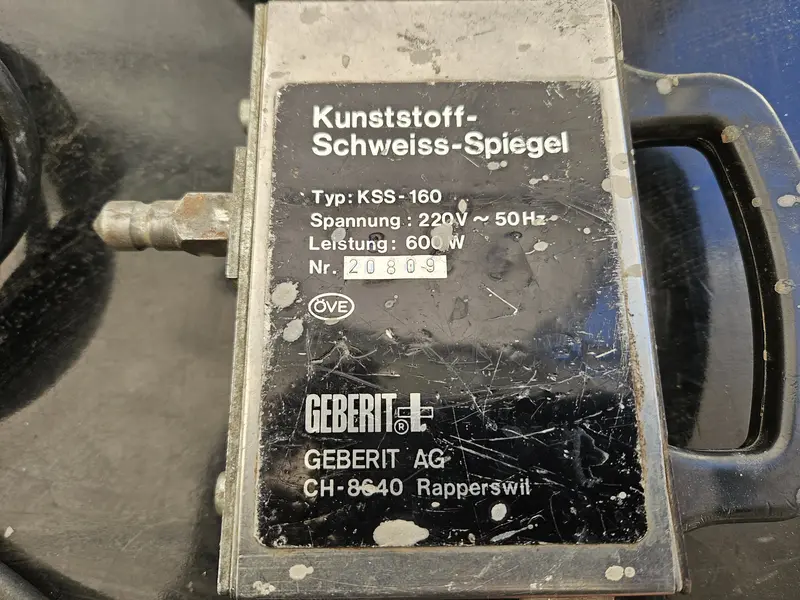 Kunststoff-
Schweiss-Spiegel
Typ: KSS-160
Spannung: 220V ~ 50Hz
Leistung: 600 W
Nr. 20809
ÖVE
GEBERIT ®
GEBERIT AG
CH-8640 Rapperswil